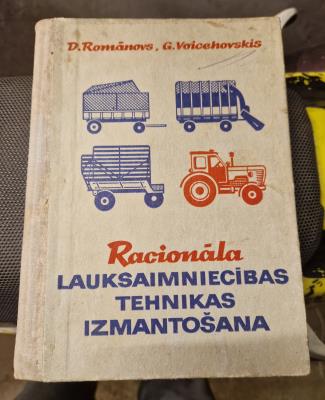 D. Romānovs, G. Voicehovskis
Racionāla
LAUKSAIMNIECĪBAS
TEHNIKAS
IZMANTOŠANA